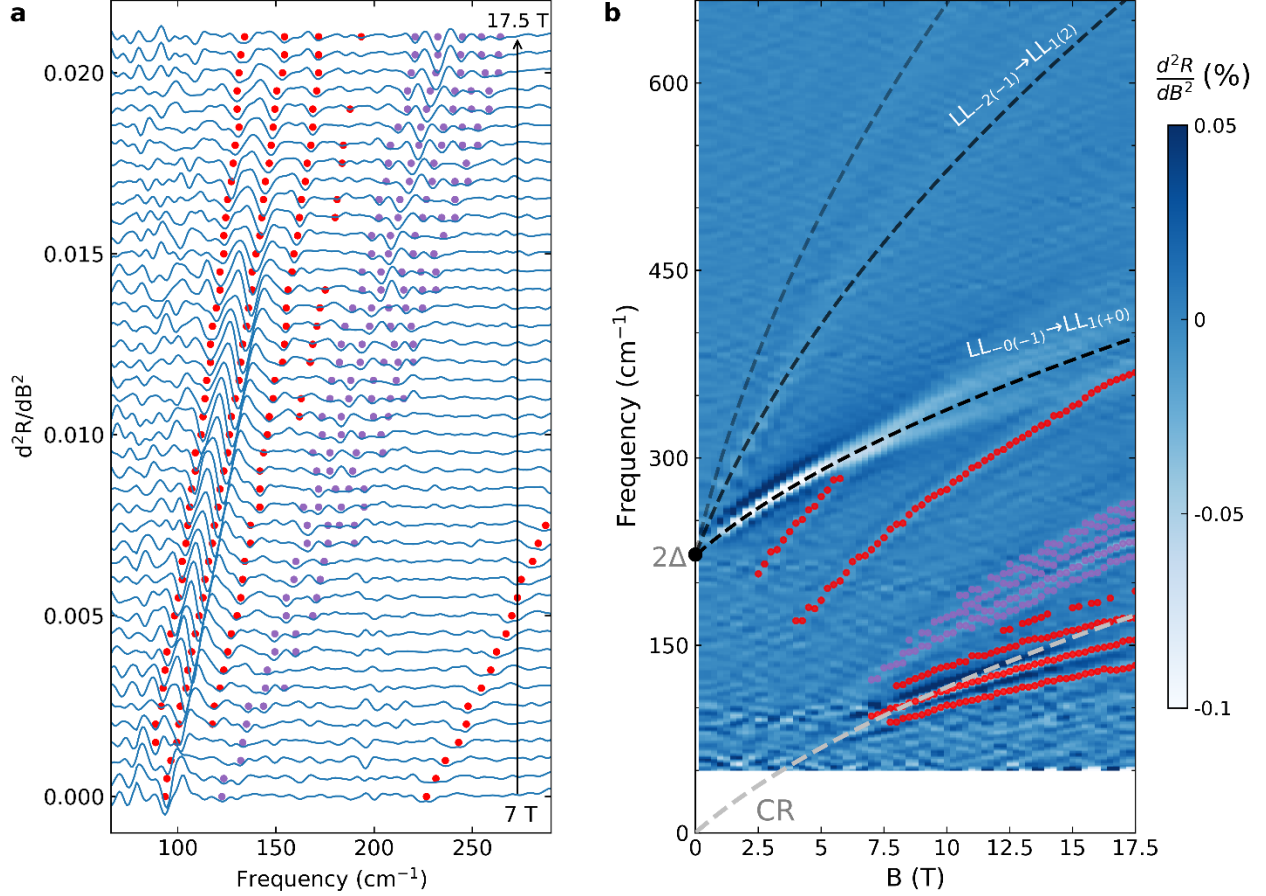 a
17.5 T
0.020
0.015
0.010
0.005
0.000
d²R/dB²
7 T
100
150
200
250
Frequency (cm⁻¹)
b
600
450
300
2Δ
150
0
Frequency (cm⁻¹)
LL₋₂₍₋₁₎→LL₁₍₂₎
LL₋₀₍₋₁₎→LL₁₍₊₀₎
CR
0
2.5
5.0
7.5
10.0
12.5
15.0
17.5
B (T)
d²R/dB² (%)
0.05
0
-0.05
-0.1